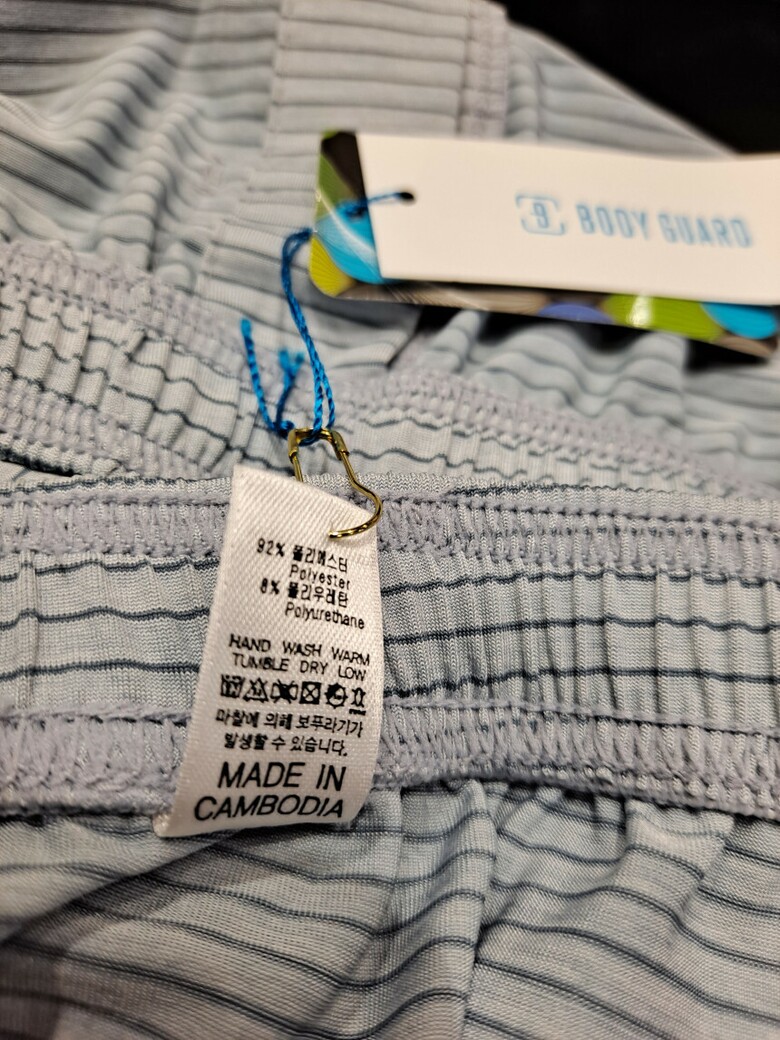 BODY GUARD
92% 폴리에스터
Polyester
8% 폴리우레탄
Polyurethane
HAND WASH WARM
TUMBLE DRY LOW
마찰에 의해 보푸라기가
발생할 수 있습니다.
MADE IN
CAMBODIA